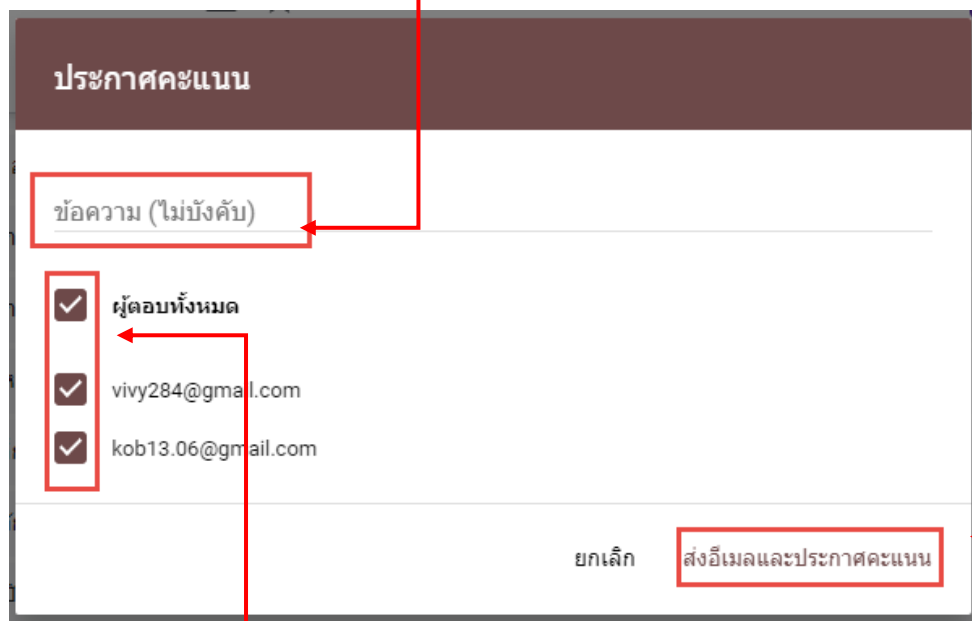 ประกาศคะแนน
ข้อความ (ไม่บังคับ)
ผู้ตอบทั้งหมด
vivy284@gmail.com
kob13.06@gmail.com
ยกเลิก ส่งอีเมลและประกาศคะแนน